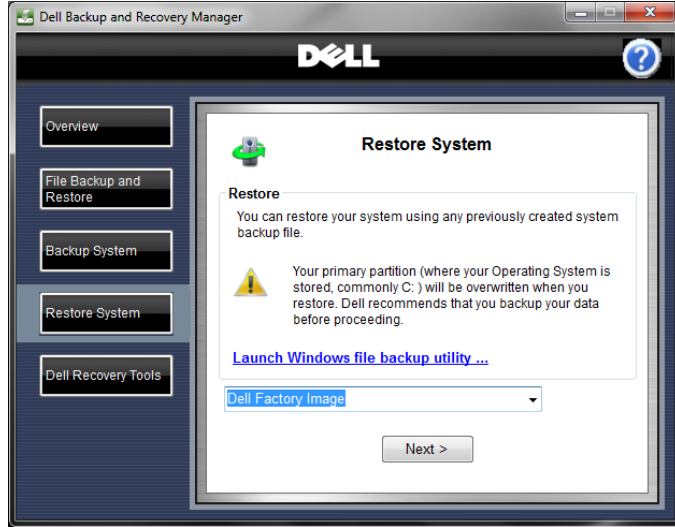 Dell Backup and Recovery Manager
DELL
?
Overview
File Backup and
Restore
Backup System
Restore System
Dell Recovery Tools
Restore System
Restore
You can restore your system using any previously created system
backup file.
Your primary partition (where your Operating System is
stored, commonly C: ) will be overwritten when you
restore. Dell recommends that you backup your data
before proceeding.
Launch Windows file backup utility ...
Dell Factory Image
Next >